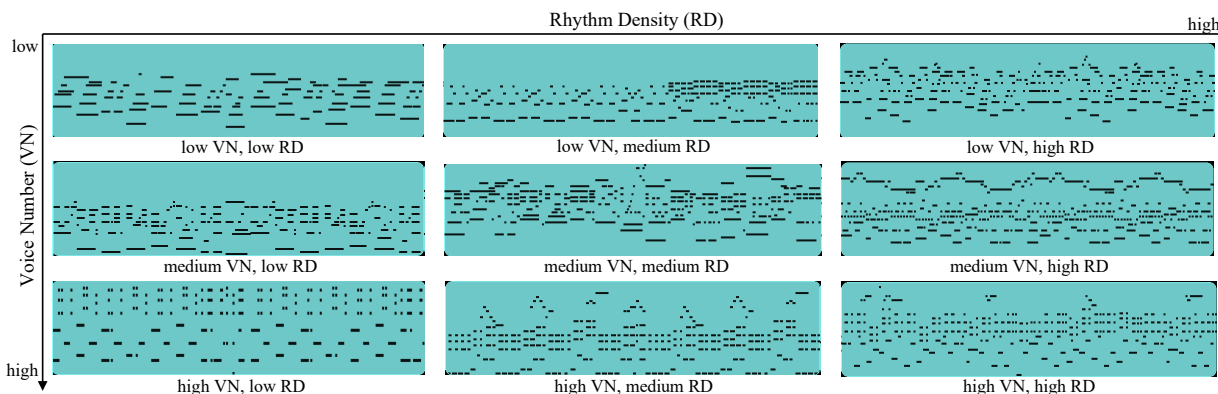 Rhythm Density (RD)
low
high
low VN, low RD
low VN, medium RD
low VN, high RD
Voice Number (VN)
medium VN, low RD
medium VN, medium RD
medium VN, high RD
high
high VN, low RD
high VN, medium RD
high VN, high RD